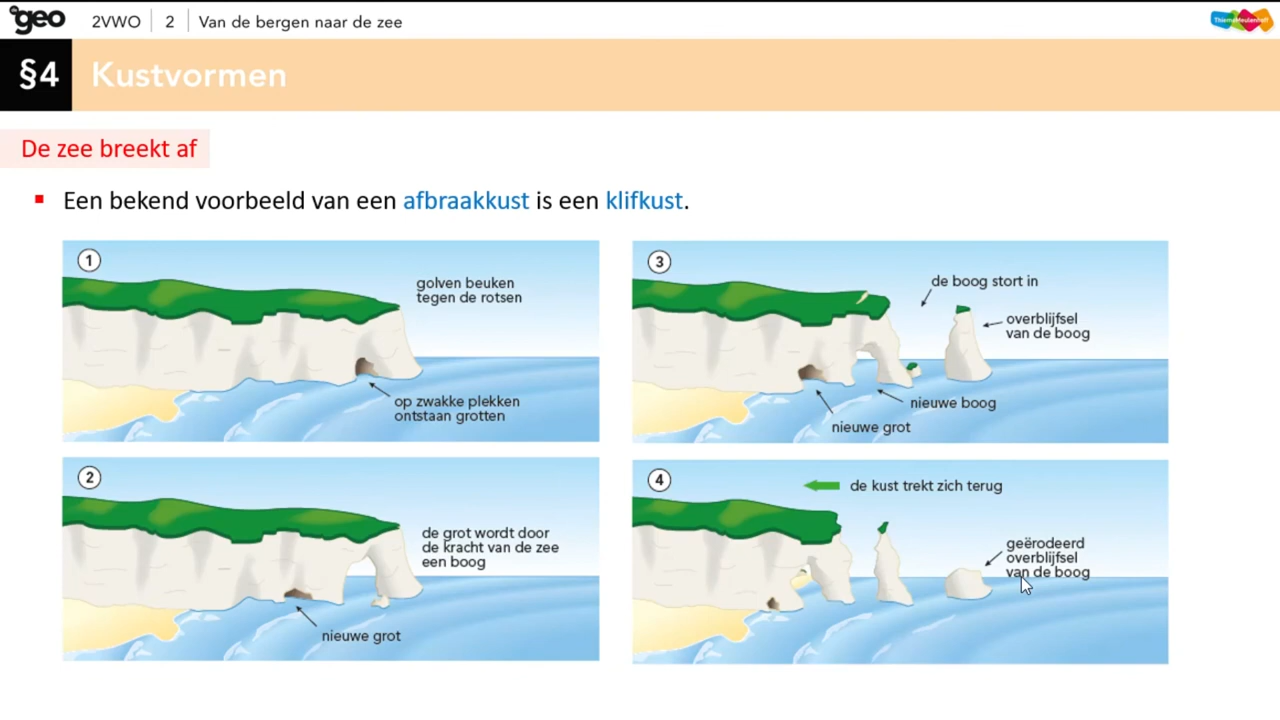 de geo
2VWO
2
Van de bergen naar de zee
ThiemeMeulenhoff
§4
Kustvormen
De zee breekt af
Een bekend voorbeeld van een afbraakkust is een klifkust.
1
golven beuken
tegen de rotsen
op zwakke plekken
ontstaan grotten
2
de grot wordt door
de kracht van de zee
een boog
nieuwe grot
3
de boog stort in
overblijfsel
van de boog
nieuwe boog
nieuwe grot
4
de kust trekt zich terug
geërodeerd
overblijfsel
van de boog